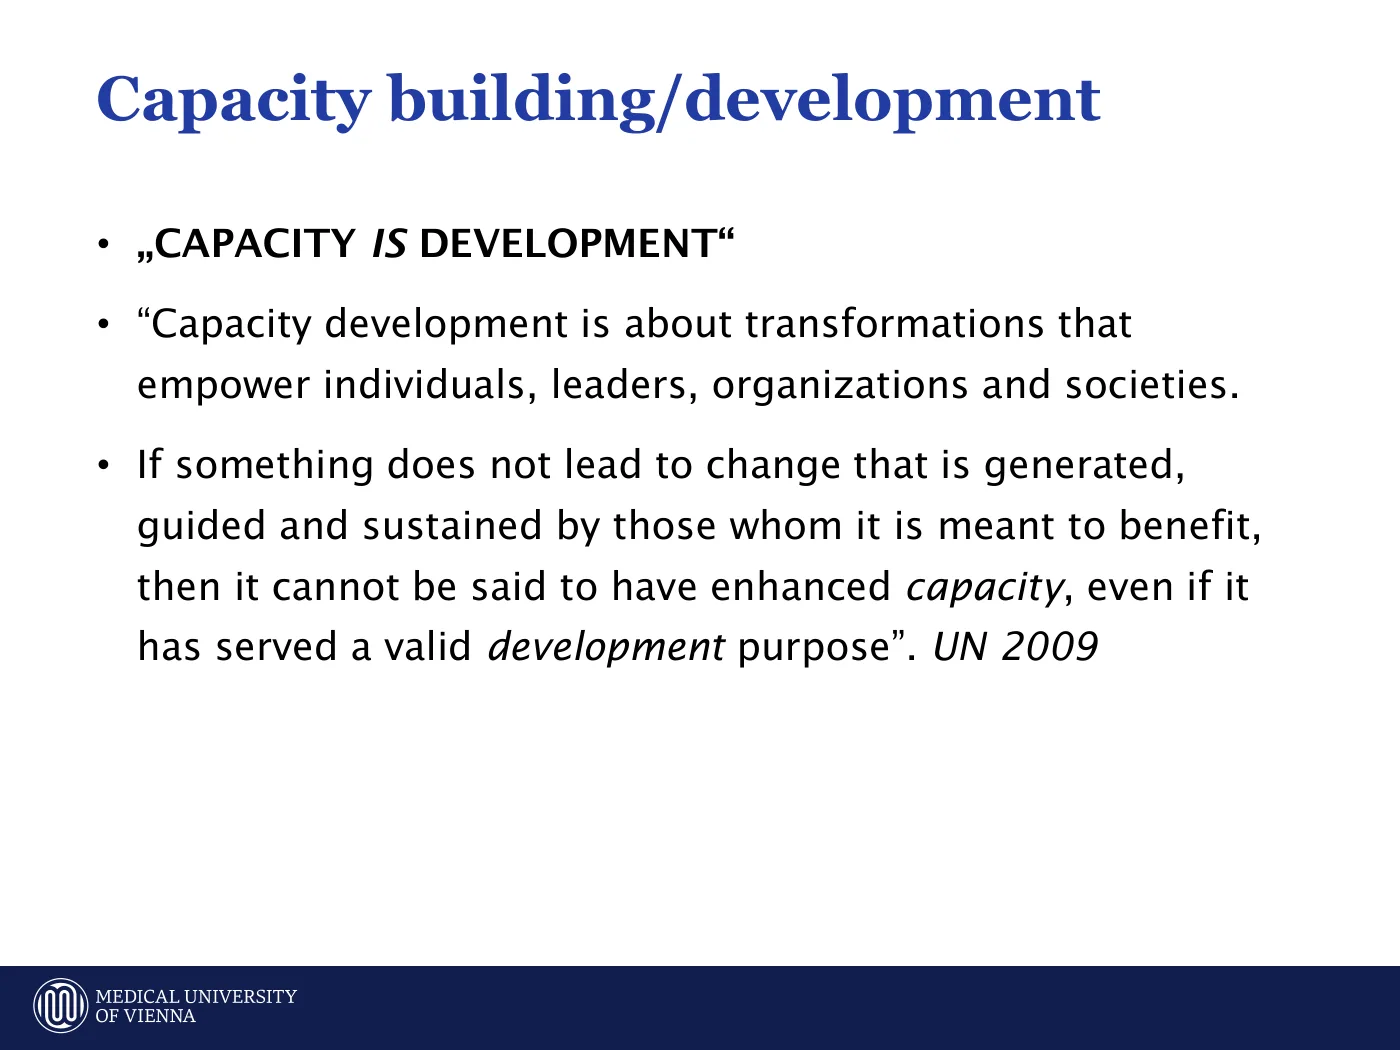 Capacity building/development
• „CAPACITY IS DEVELOPMENT“
• “Capacity development is about transformations that
empower individuals, leaders, organizations and societies.
• If something does not lead to change that is generated,
guided and sustained by those whom it is meant to benefit,
then it cannot be said to have enhanced capacity, even if it
has served a valid development purpose”. UN 2009
MEDICAL UNIVERSITY
OF VIENNA